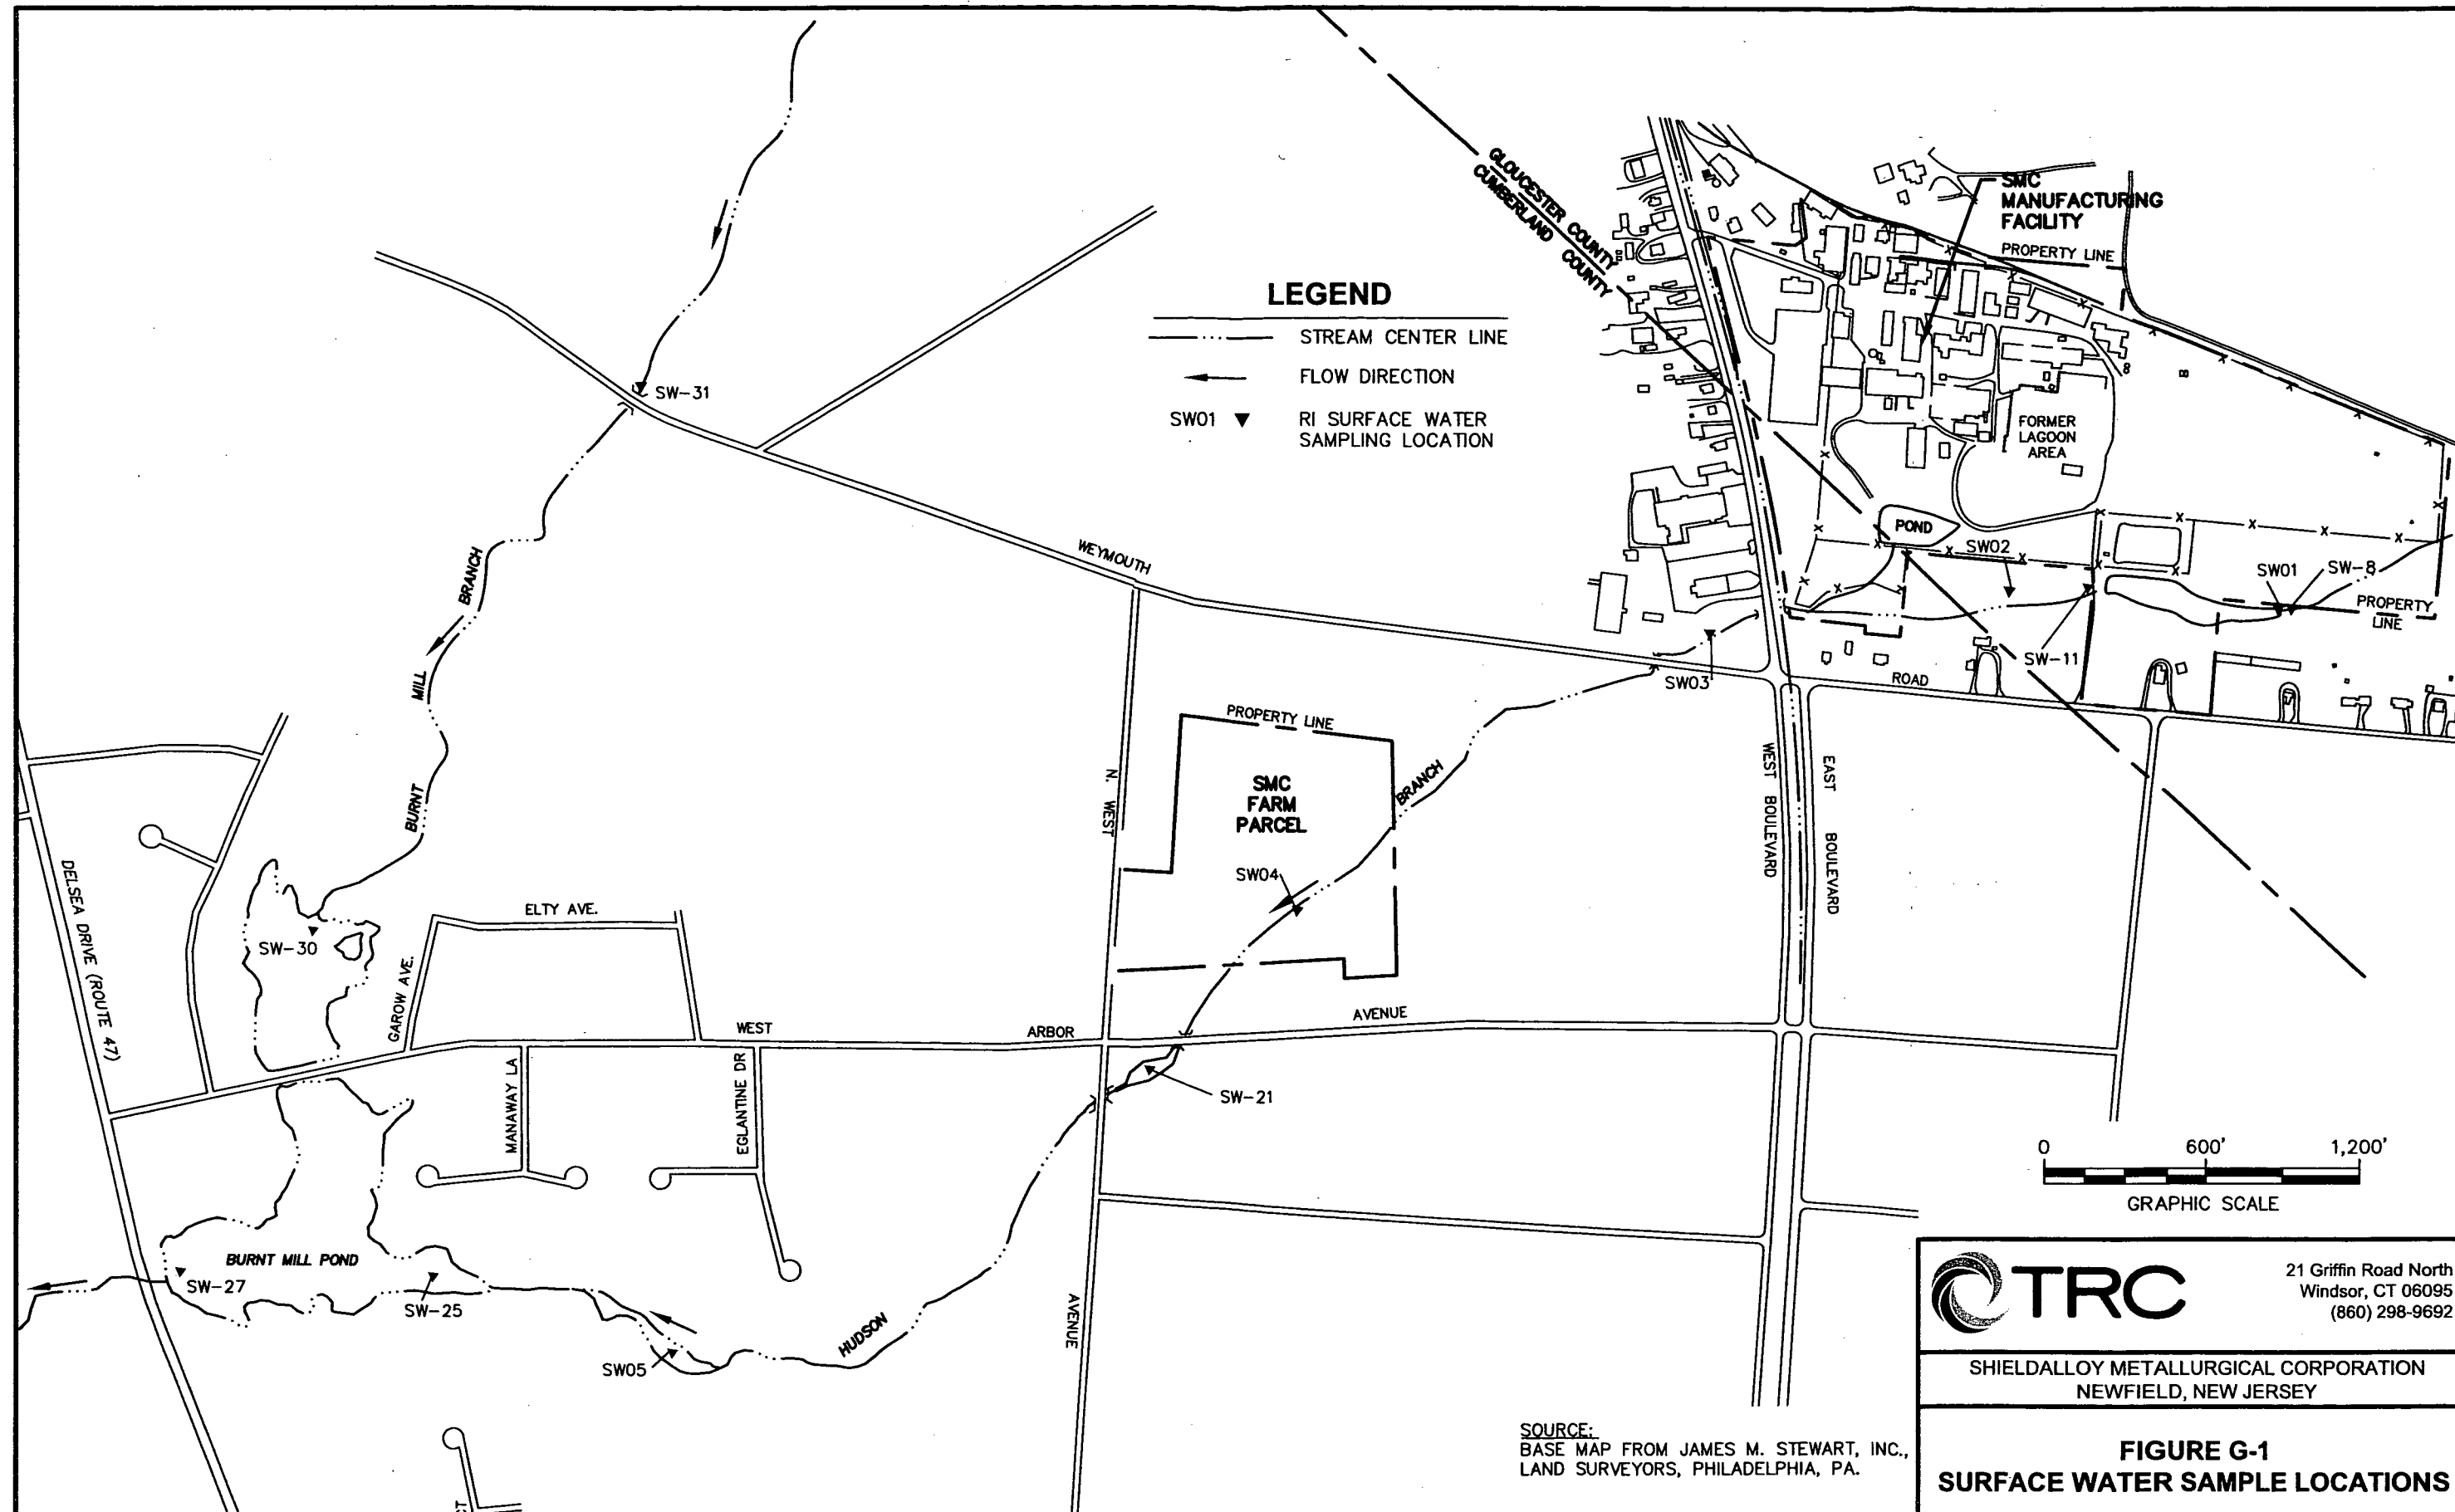 GLOUCESTER COUNTY
CUMBERLAND COUNTY
SMC
MANUFACTURING
FACILITY
PROPERTY LINE
LEGEND
STREAM CENTER LINE
FLOW DIRECTION
SW01
RI SURFACE WATER
SAMPLING LOCATION
SW-31
FORMER
LAGOON
AREA
POND
SW02
SW01
SW-8
PROPERTY
LINE
SW-11
WEYMOUTH
ROAD
SW03
BURNT MILL BRANCH
PROPERTY LINE
SMC
FARM
PARCEL
BRANCH
N. WEST
WEST BOULEVARD
EAST BOULEVARD
SW04
DELSEA DRIVE (ROUTE 47)
ELTY AVE.
SW-30
GAROW AVE.
WEST
ARBOR
AVENUE
MANAWAY LA
EGLANTINE DR
SW-21
0
600'
1,200'
GRAPHIC SCALE
BURNT MILL POND
SW-27
SW-25
SW05
HUDSON
AVENUE
TRC
21 Griffin Road North
Windsor, CT 06095
(860) 298-9692
SHIELDALLOY METALLURGICAL CORPORATION
NEWFIELD, NEW JERSEY
SOURCE:
BASE MAP FROM JAMES M. STEWART, INC.,
LAND SURVEYORS, PHILADELPHIA, PA.
FIGURE G-1
SURFACE WATER SAMPLE LOCATIONS